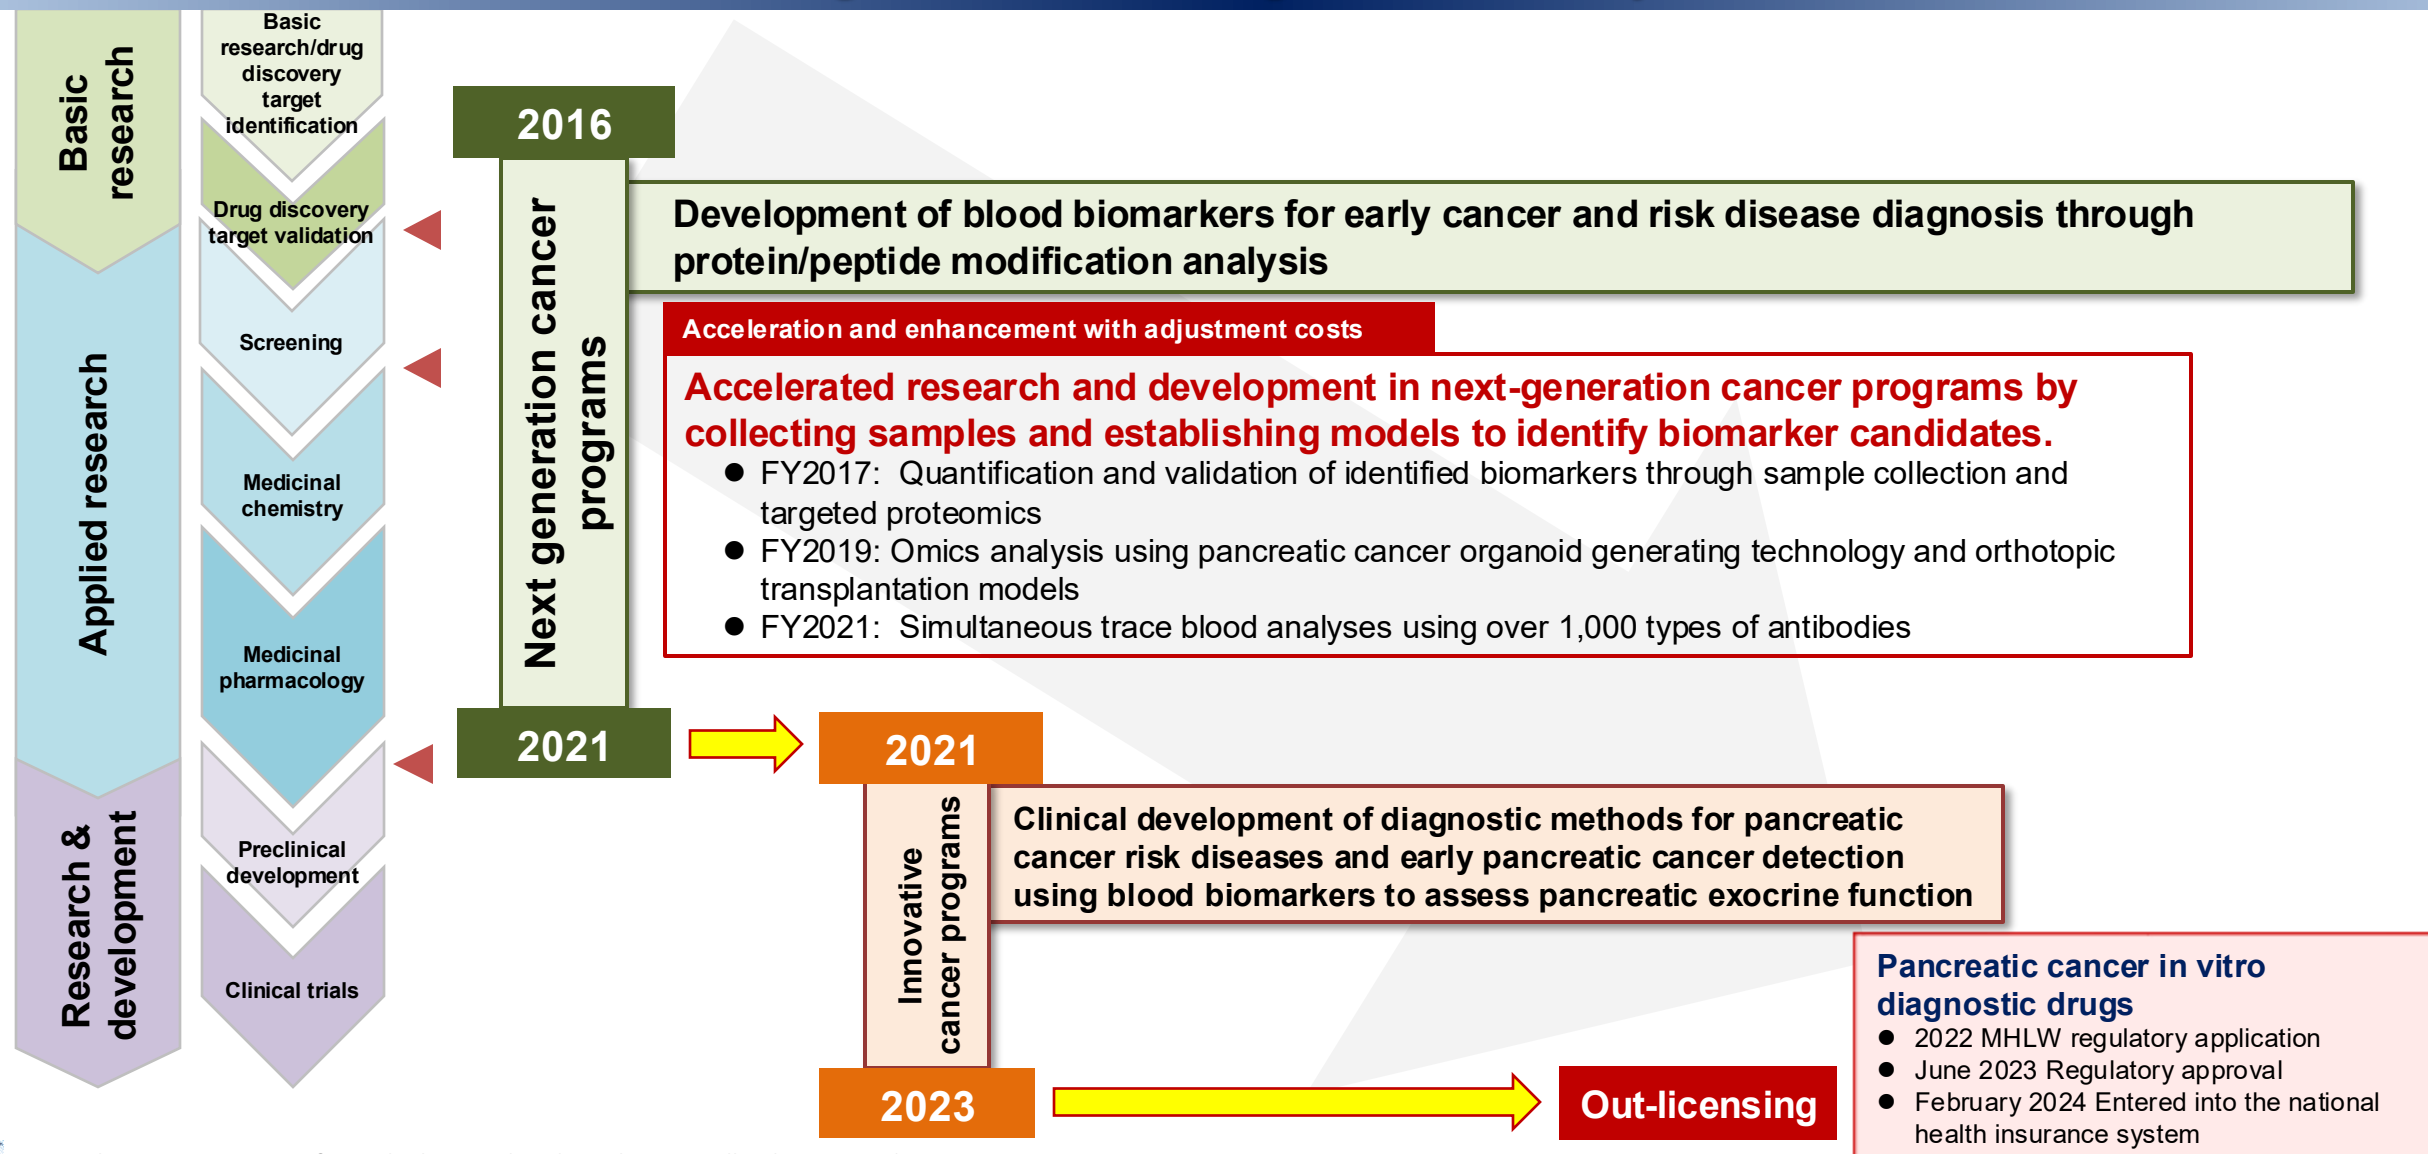 Basic
research
Applied research
Research &
development
Basic
research/drug
discovery
target
identification
Drug discovery
target validation
Screening
Medicinal
chemistry
Medicinal
pharmacology
Preclinical
development
Clinical trials
2016
Next generation cancer
programs
2021
Development of blood biomarkers for early cancer and risk disease diagnosis through
protein/peptide modification analysis
Acceleration and enhancement with adjustment costs
Accelerated research and development in next-generation cancer programs by
collecting samples and establishing models to identify biomarker candidates.
● FY2017: Quantification and validation of identified biomarkers through sample collection and
targeted proteomics
● FY2019: Omics analysis using pancreatic cancer organoid generating technology and orthotopic
transplantation models
● FY2021: Simultaneous trace blood analyses using over 1,000 types of antibodies
2021
Innovative
cancer programs
2023
Clinical development of diagnostic methods for pancreatic
cancer risk diseases and early pancreatic cancer detection
using blood biomarkers to assess pancreatic exocrine function
Out-licensing
Pancreatic cancer in vitro
diagnostic drugs
● 2022 MHLW regulatory application
● June 2023 Regulatory approval
● February 2024 Entered into the national
health insurance system